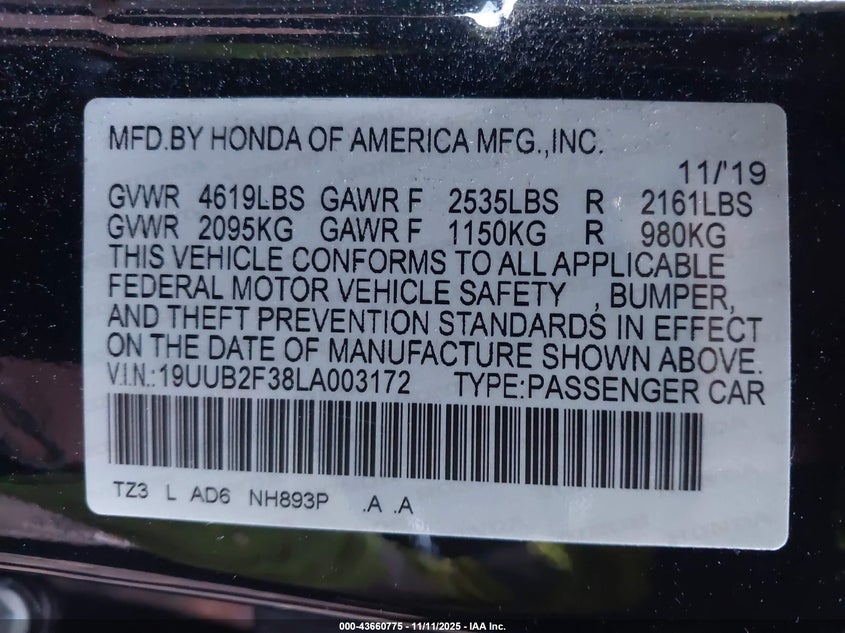 MFD.BY HONDA OF AMERICA MFG.,INC.
11/'19
GVWR 4619LBS GAWR F 2535LBS R 2161LBS
GVWR 2095KG GAWR F 1150KG R 980KG
THIS VEHICLE CONFORMS TO ALL APPLICABLE
FEDERAL MOTOR VEHICLE SAFETY , BUMPER,
AND THEFT PREVENTION STANDARDS IN EFFECT
ON THE DATE OF MANUFACTURE SHOWN ABOVE.
V.I.N.:19UUB2F38LA003172 TYPE:PASSENGER CAR
TZ3 L AD6 NH893P .A .A
000-43660775 - 11/11/2025 - IAA Inc.